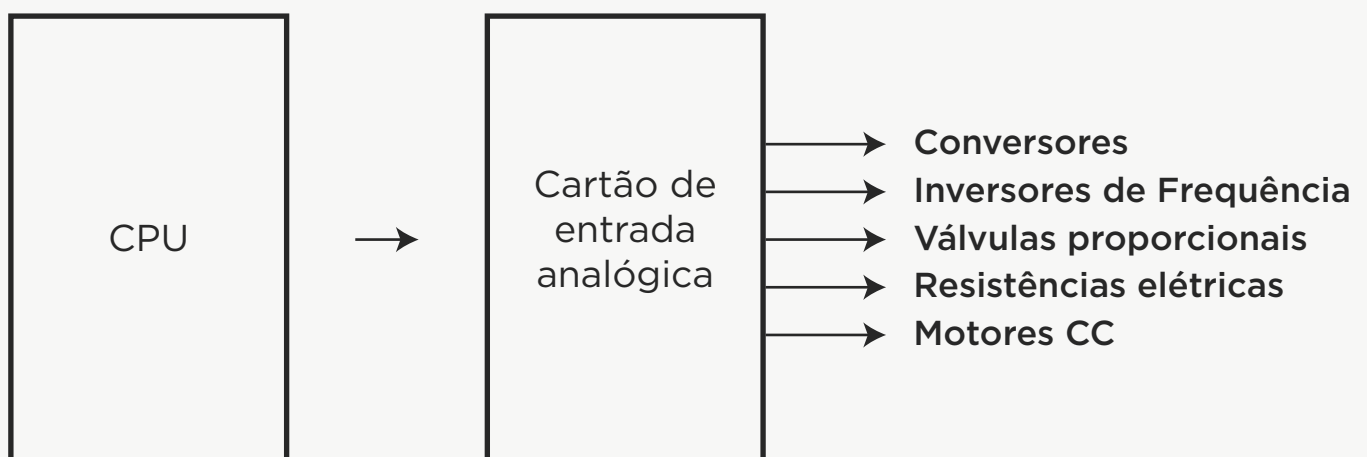 CPU
Cartão de
entrada
analógica
Conversores
Inversores de Frequência
Válvulas proporcionais
Resistências elétricas
Motores CC